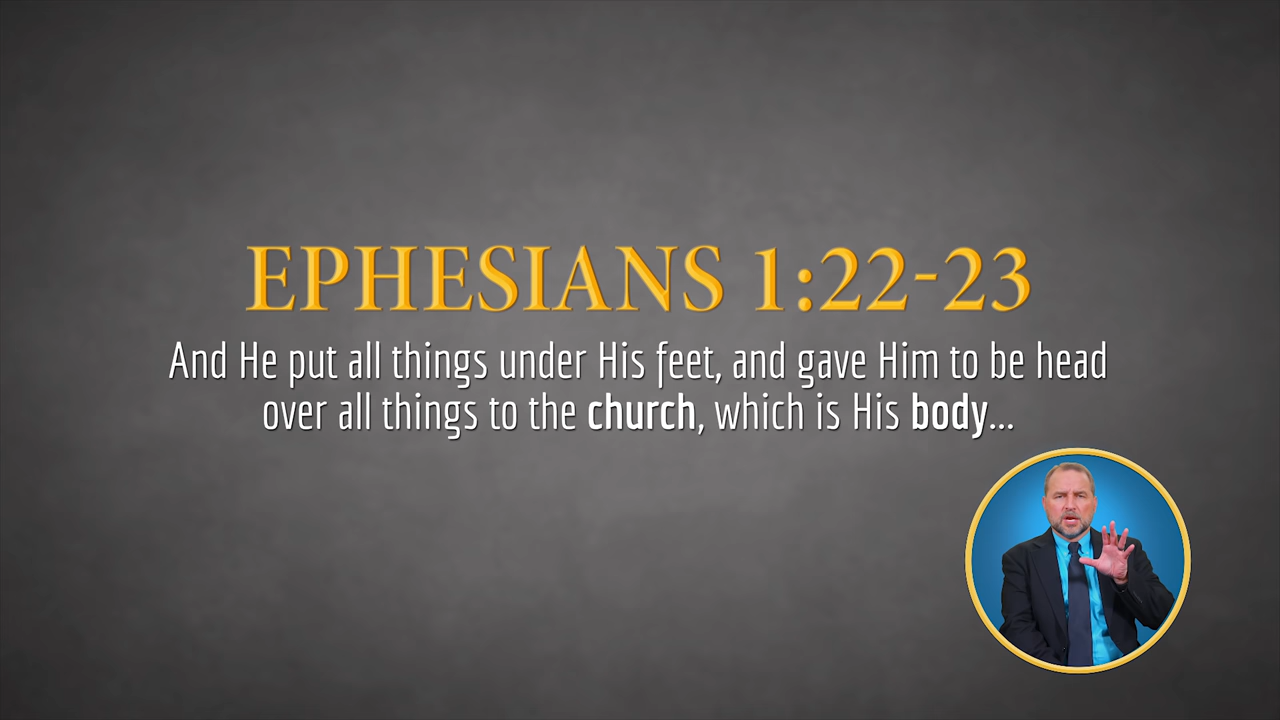 EPHESIANS 1:22-23
And He put all things under His feet, and gave Him to be head
over all things to the church, which is His body...